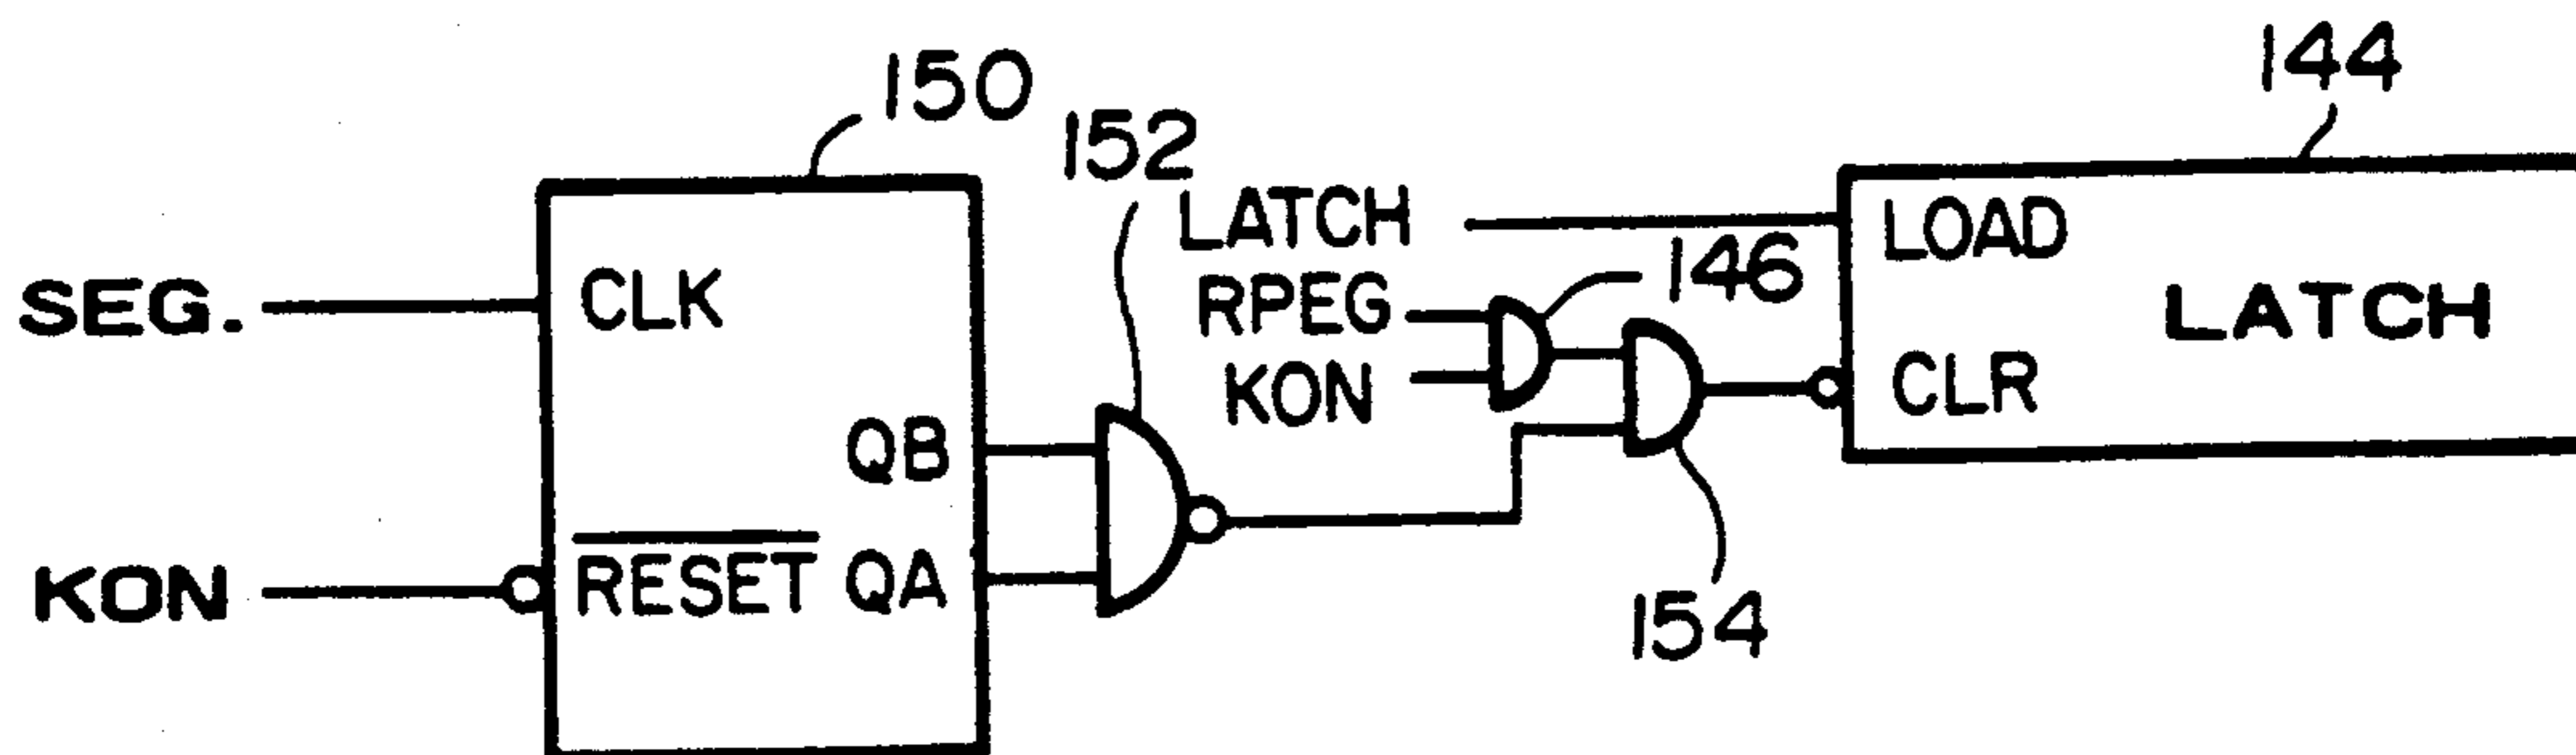 150
152
144
SEG.
CLK
QB
KON
RESET
QA
LATCH
RPEG
KON
146
154
LOAD
CLR
LATCH